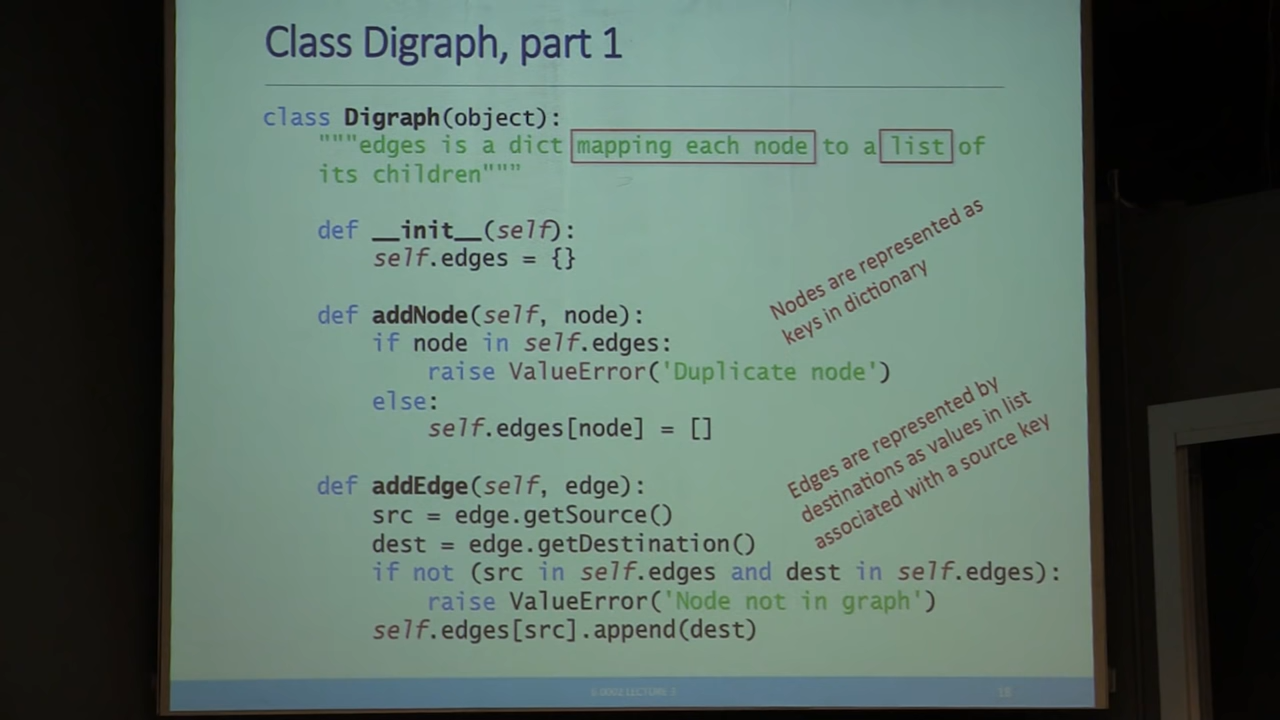 Class Digraph, part 1
class Digraph(object):
"""edges is a dict mapping each node to a list of
its children"""
def __init__(self):
self.edges = {}
def addNode(self, node):
if node in self.edges:
raise ValueError('Duplicate node')
else:
self.edges[node] = []
def addEdge(self, edge):
src = edge.getSource()
dest = edge.getDestination()
if not (src in self.edges and dest in self.edges):
raise ValueError('Node not in graph')
self.edges[src].append(dest)
Nodes are represented as
keys in dictionary
Edges are represented by
destinations as values in list
associated with a source key
6.0002 LECTURE 3